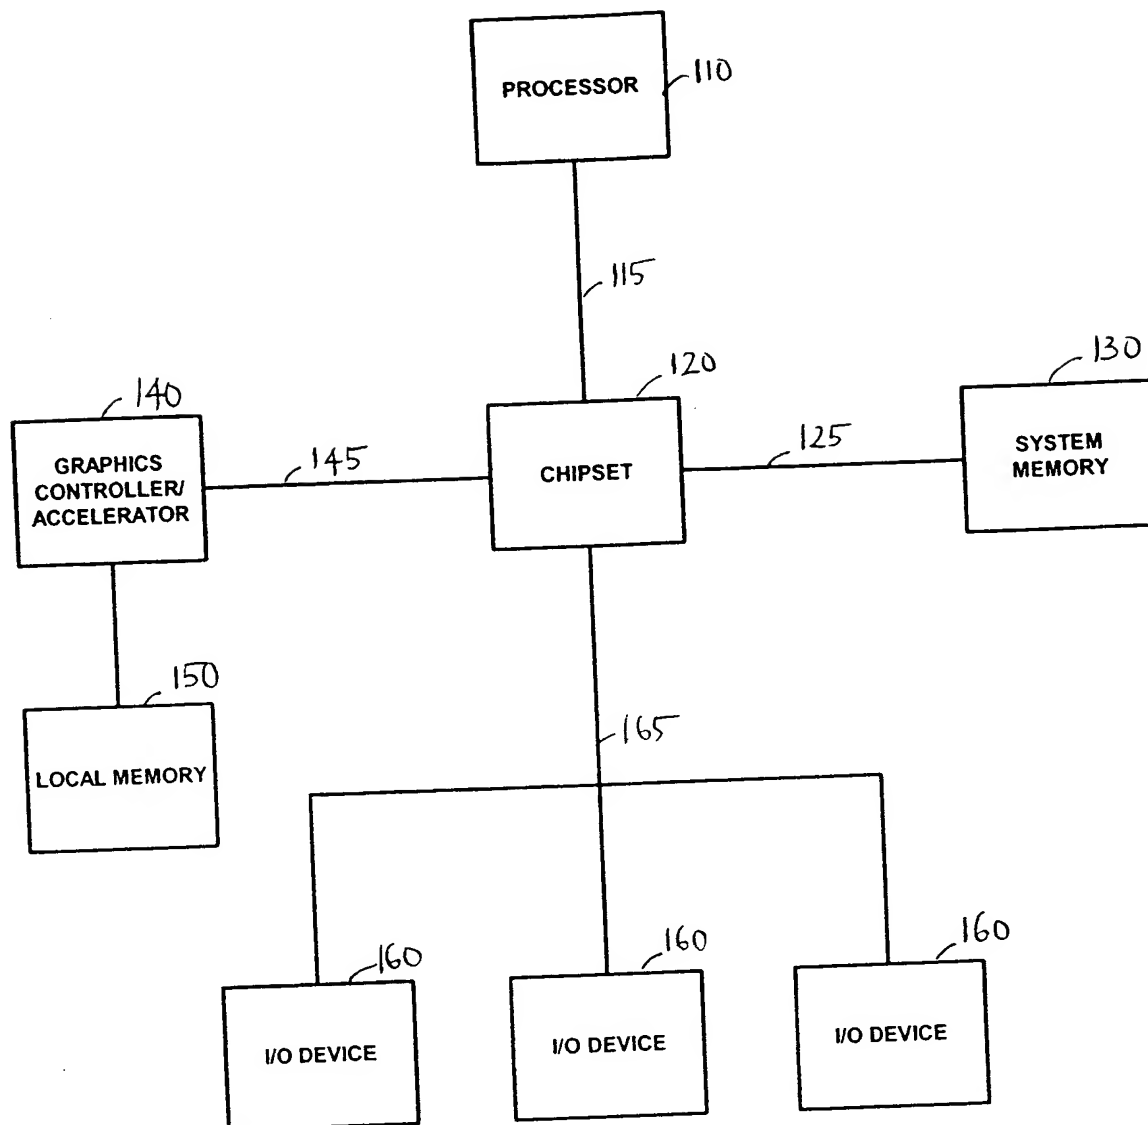 PROCESSOR
110
115
120
130
140
GRAPHICS
CONTROLLER/
ACCELERATOR
145
CHIPSET
125
SYSTEM
MEMORY
150
LOCAL MEMORY
165
160
160
160
I/O DEVICE
I/O DEVICE
I/O DEVICE